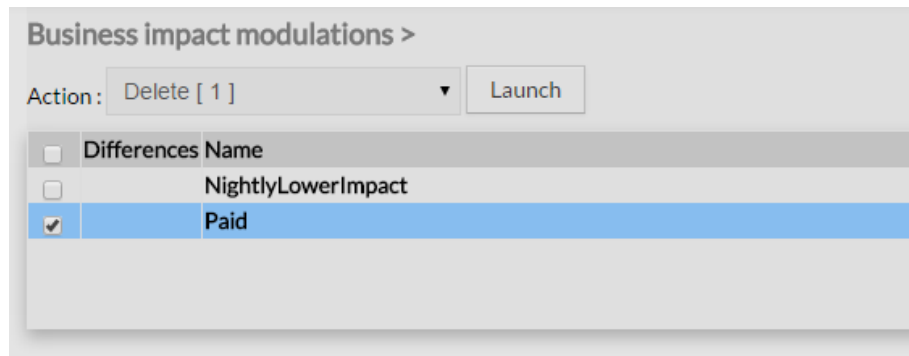 Business impact modulations >
Action : Delete [ 1 ] Launch
Differences Name
NightlyLowerImpact
Paid